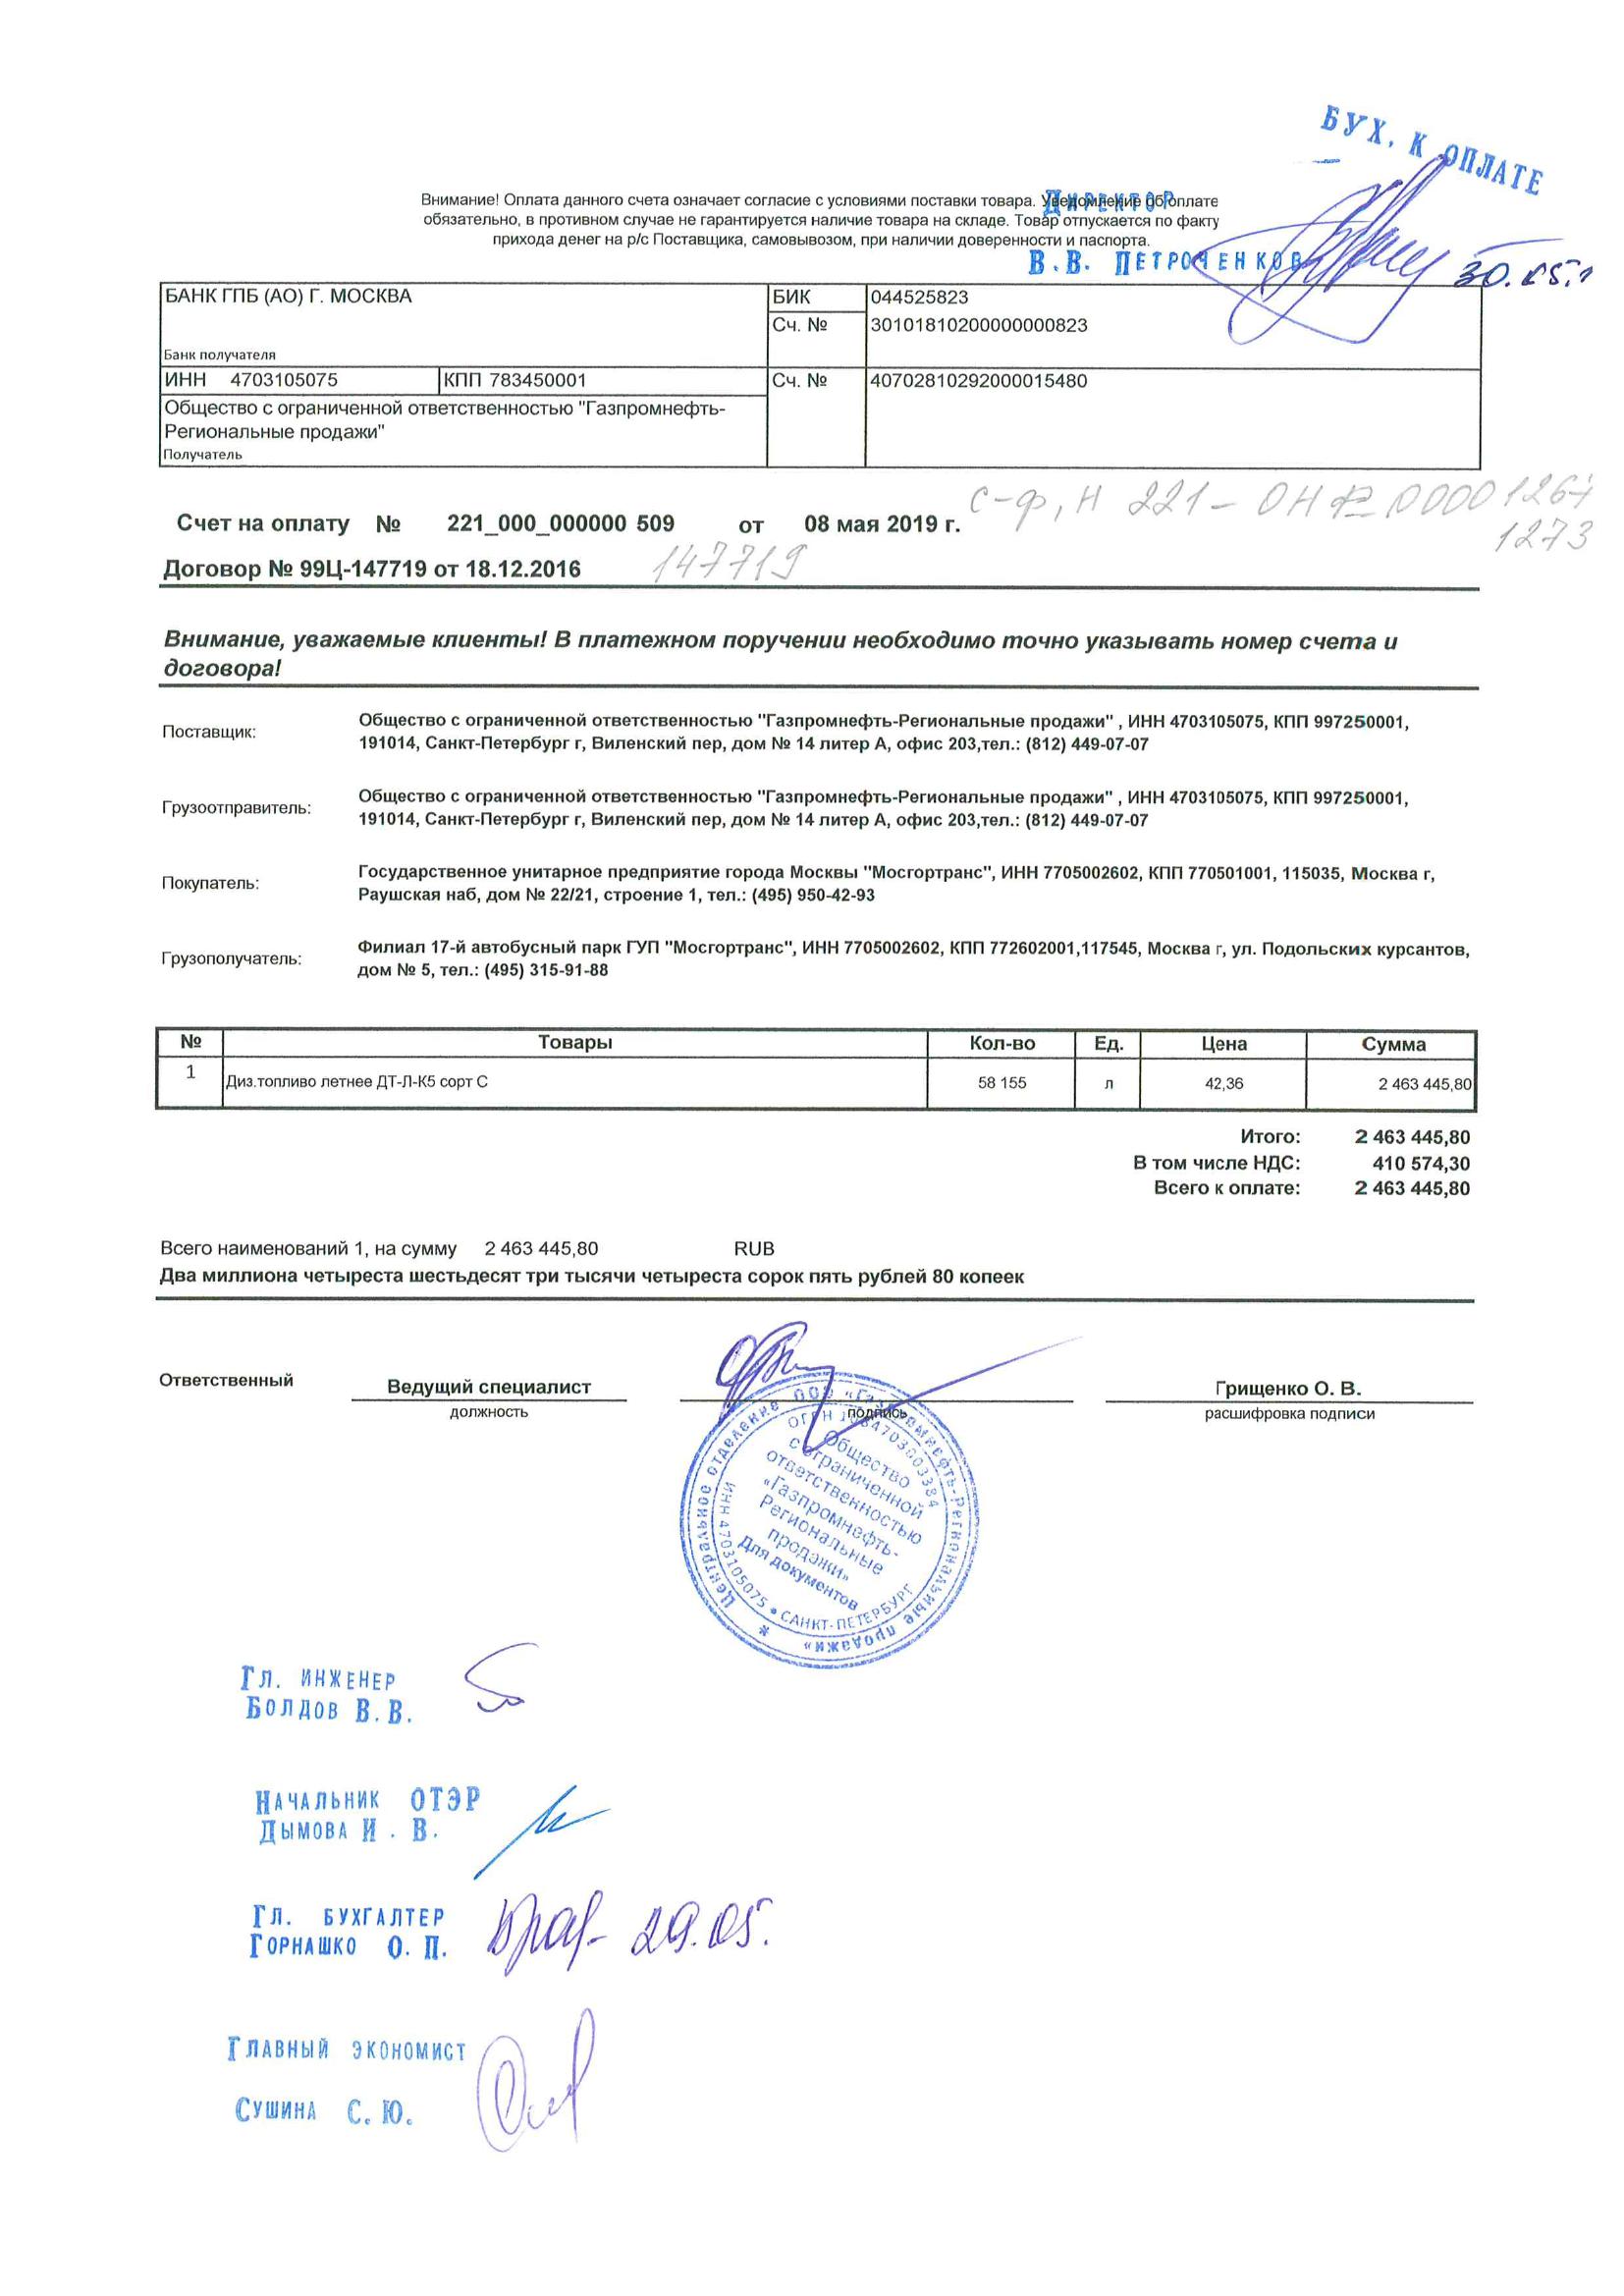 БУХ. К ОПЛАТЕ
Внимание! Оплата данного счета означает согласие с условиями поставки товара. Уведомление об оплате
обязательно, в противном случае не гарантируется наличие товара на складе. Товар отпускается по факту
прихода денег на р/с Поставщика, самовывозом, при наличии доверенности и паспорта.
ДИРЕКТОР
В.В. ПЕТРОЧЕНКОВ
30.05.1
БАНК ГПБ (АО) Г. МОСКВА БИК 044525823
Сч. № 30101810200000000823
Банк получателя
ИНН 4703105075 КПП 783450001 Сч. № 40702810292000015480
Общество с ограниченной ответственностью "Газпромнефть-
Региональные продажи"
Получатель
с-ф, н 221-ОН 00001264
1273
Счет на оплату № 221_000_000000 509 от 08 мая 2019 г.
Договор № 99Ц-147719 от 18.12.2016 147719
Внимание, уважаемые клиенты! В платежном поручении необходимо точно указывать номер счета и
договора!
Поставщик: Общество с ограниченной ответственностью "Газпромнефть-Региональные продажи" , ИНН 4703105075, КПП 997250001,
191014, Санкт-Петербург г, Виленский пер, дом № 14 литер А, офис 203,тел.: (812) 449-07-07
Грузоотправитель: Общество с ограниченной ответственностью "Газпромнефть-Региональные продажи" , ИНН 4703105075, КПП 997250001,
191014, Санкт-Петербург г, Виленский пер, дом № 14 литер А, офис 203,тел.: (812) 449-07-07
Покупатель: Государственное унитарное предприятие города Москвы "Мосгортранс", ИНН 7705002602, КПП 770501001, 115035, Москва г,
Раушская наб, дом № 22/21, строение 1, тел.: (495) 950-42-93
Грузополучатель: Филиал 17-й автобусный парк ГУП "Мосгортранс", ИНН 7705002602, КПП 772602001,117545, Москва г, ул. Подольских курсантов,
дом № 5, тел.: (495) 315-91-88
№ Товары Кол-во Ед. Цена Сумма
1 Диз.топливо летнее ДТ-Л-К5 сорт С 58 155 л 42,36 2 463 445,80
Итого: 2 463 445,80
В том числе НДС: 410 574,30
Всего к оплате: 2 463 445,80
Всего наименований 1, на сумму 2 463 445,80 RUB
Два миллиона четыреста шестьдесят три тысячи четыреста сорок пять рублей 80 копеек
Ответственный Ведущий специалист Грищенко О. В.
должность подпись расшифровка подписи
Центральное отделение ООО «Газпромнефть-Региональные продажи» *
ИНН 4703105075 • САНКТ-ПЕТЕРБУРГ
ОГРН 1084703003384
Общество
с ограниченной
ответственностью
«Газпромнефть-
Региональные
продажи»
Для документов
ГЛ. ИНЖЕНЕР
БОЛДОВ В.В.
НАЧАЛЬНИК ОТЭР
ДЫМОВА И . В.
ГЛ. БУХГАЛТЕР
ГОРНАШКО О. П.
29.05.
ГЛАВНЫЙ ЭКОНОМИСТ
СУШИНА С. Ю.